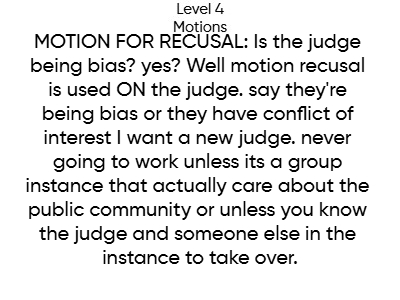 Level 4
Motions
MOTION FOR RECUSAL: Is the judge
being bias? yes? Well motion recusal
is used ON the judge. say they're
being bias or they have conflict of
interest I want a new judge. never
going to work unless its a group
instance that actually care about the
public community or unless you know
the judge and someone else in the
instance to take over.